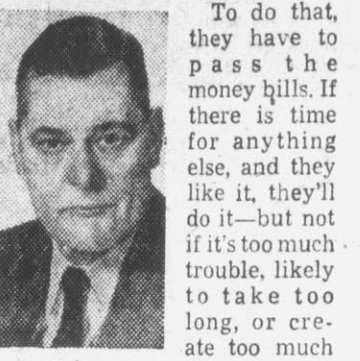 To do that,
they have to
pass the
money bills. If
there is time
for anything
else, and they
like it, they'll
do it—but not
if it's too much
trouble, likely
to take too
long, or cre-
ate too much